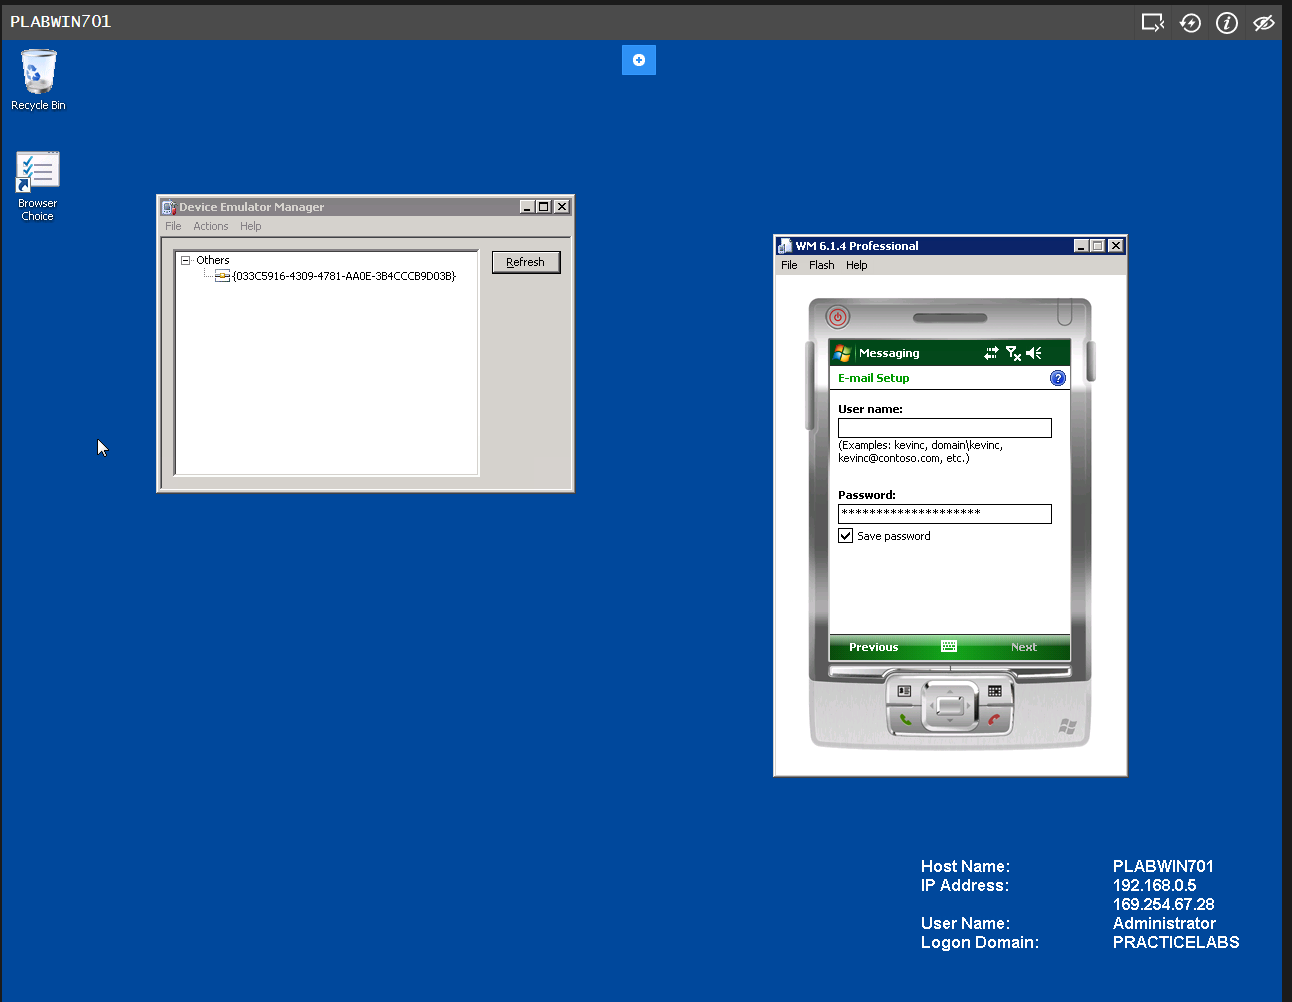 PLABWIN701
Recycle Bin
Browser
Choice
Device Emulator Manager
File Actions Help
Others
{033C5916-4309-4781-AA0E-3B4CCCB9D03B}
Refresh
WM 6.1.4 Professional
File Flash Help
Messaging
E-mail Setup
?
User name:
(Examples: kevinc, domain\kevinc,
kevinc@contoso.com, etc.)
Password:
********************
Save password
Previous Next
Host Name: PLABWIN701
IP Address: 192.168.0.5
169.254.67.28
User Name: Administrator
Logon Domain: PRACTICELABS